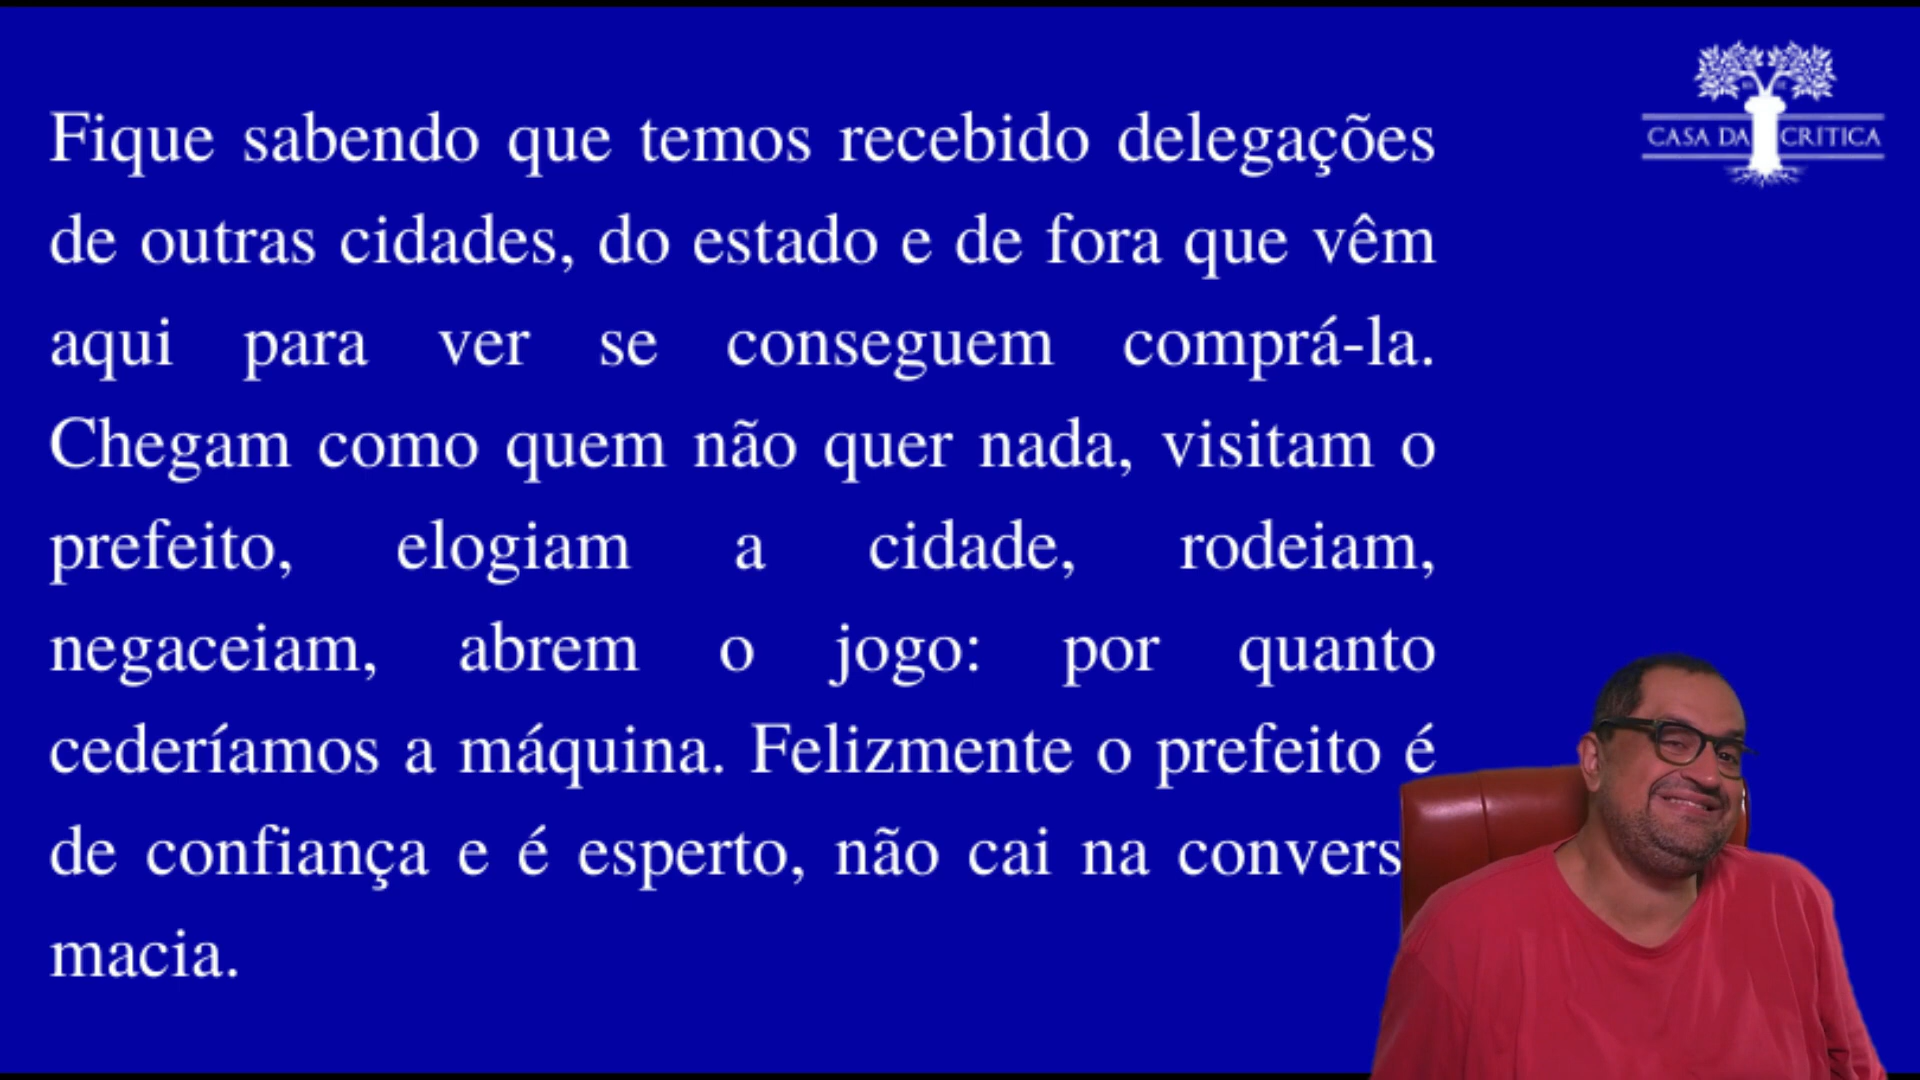 Fique sabendo que temos recebido delegações
de outras cidades, do estado e de fora que vêm
aqui para ver se conseguem comprá-la.
Chegam como quem não quer nada, visitam o
prefeito, elogiam a cidade, rodeiam,
negaceiam, abrem o jogo: por quanto
cederíamos a máquina. Felizmente o prefeito é
de confiança e é esperto, não cai na convers
macia.
CASA DA CRÍTICA